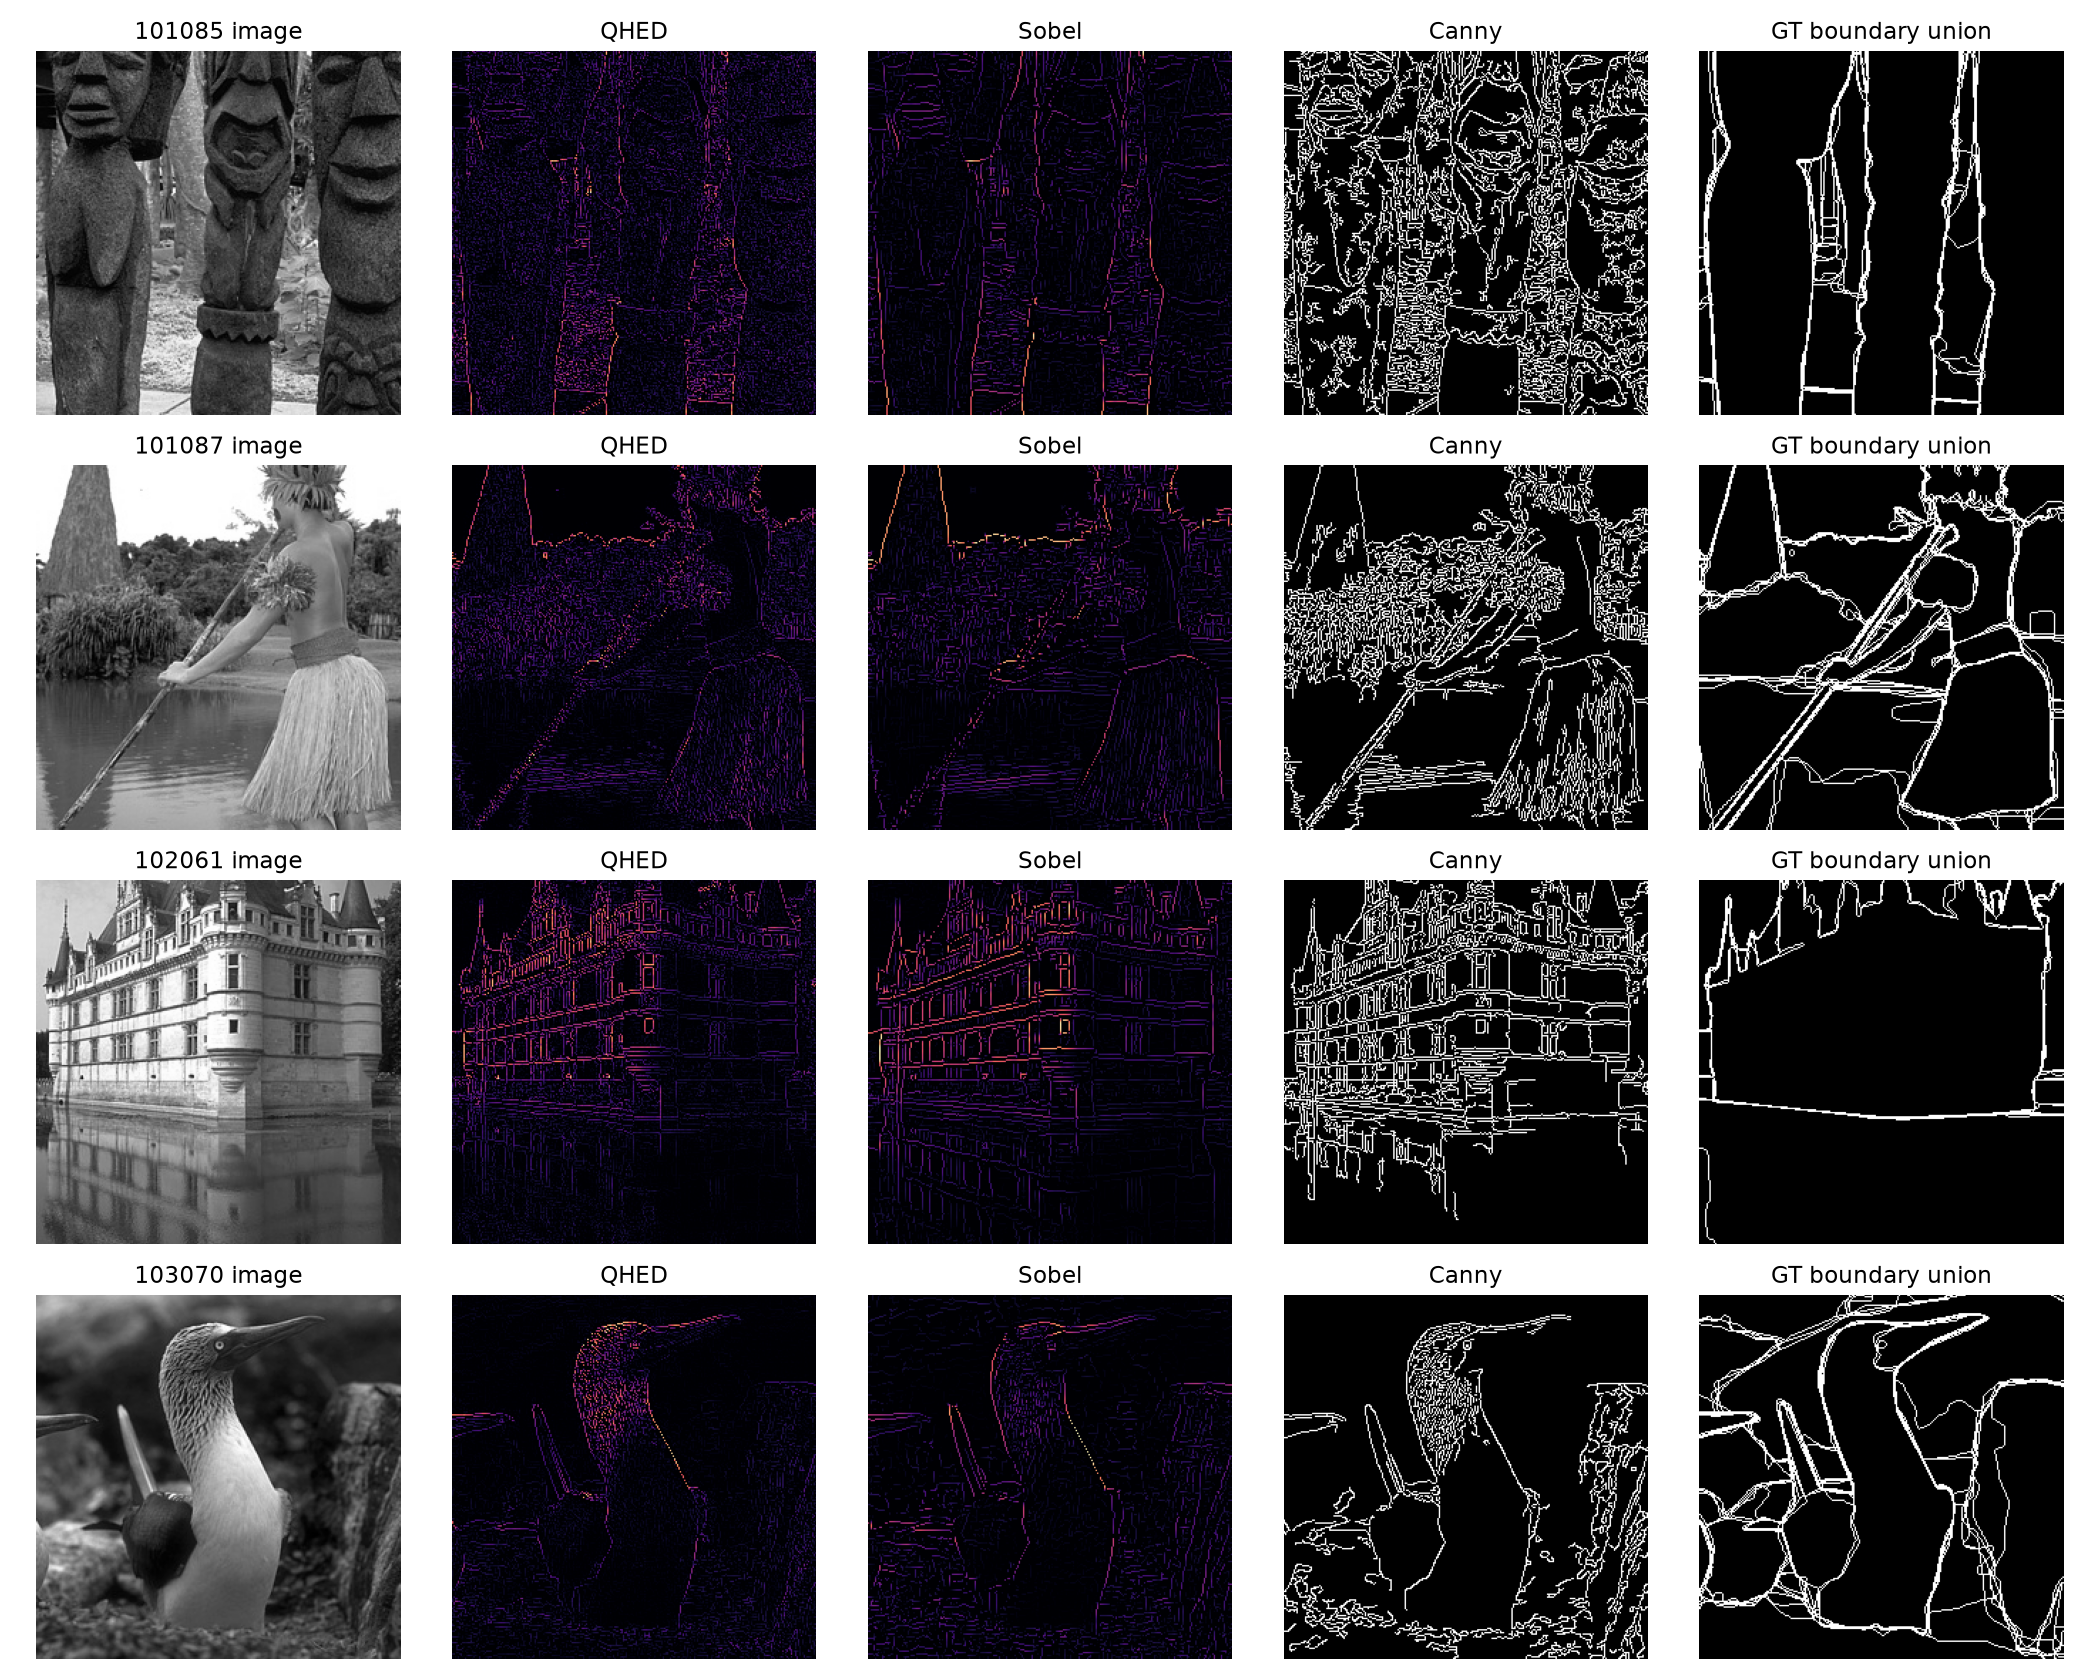 101085 image QHED Sobel Canny GT boundary union
101087 image QHED Sobel Canny GT boundary union
102061 image QHED Sobel Canny GT boundary union
103070 image QHED Sobel Canny GT boundary union